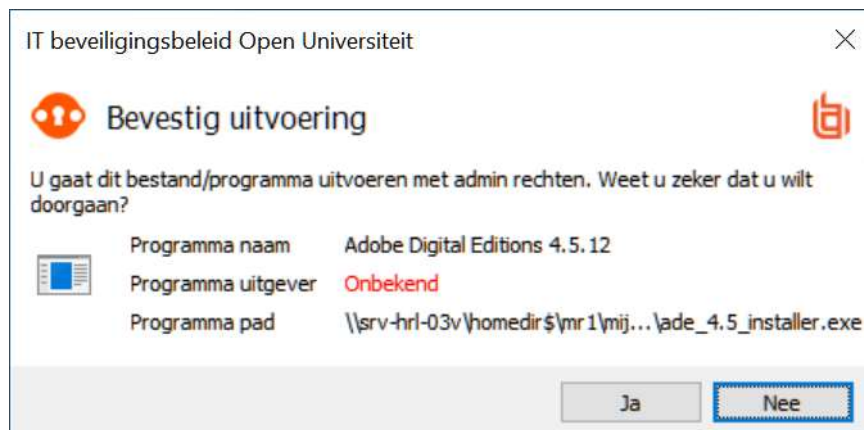 IT beveiligingsbeleid Open Universiteit
Bevestig uitvoering
U gaat dit bestand/programma uitvoeren met admin rechten. Weet u zeker dat u wilt
doorgaan?
Programma naam Adobe Digital Editions 4.5.12
Programma uitgever Onbekend
Programma pad \\srv-hrl-03v\homedir$\mr1\mij...\ade_4.5_installer.exe
Ja Nee